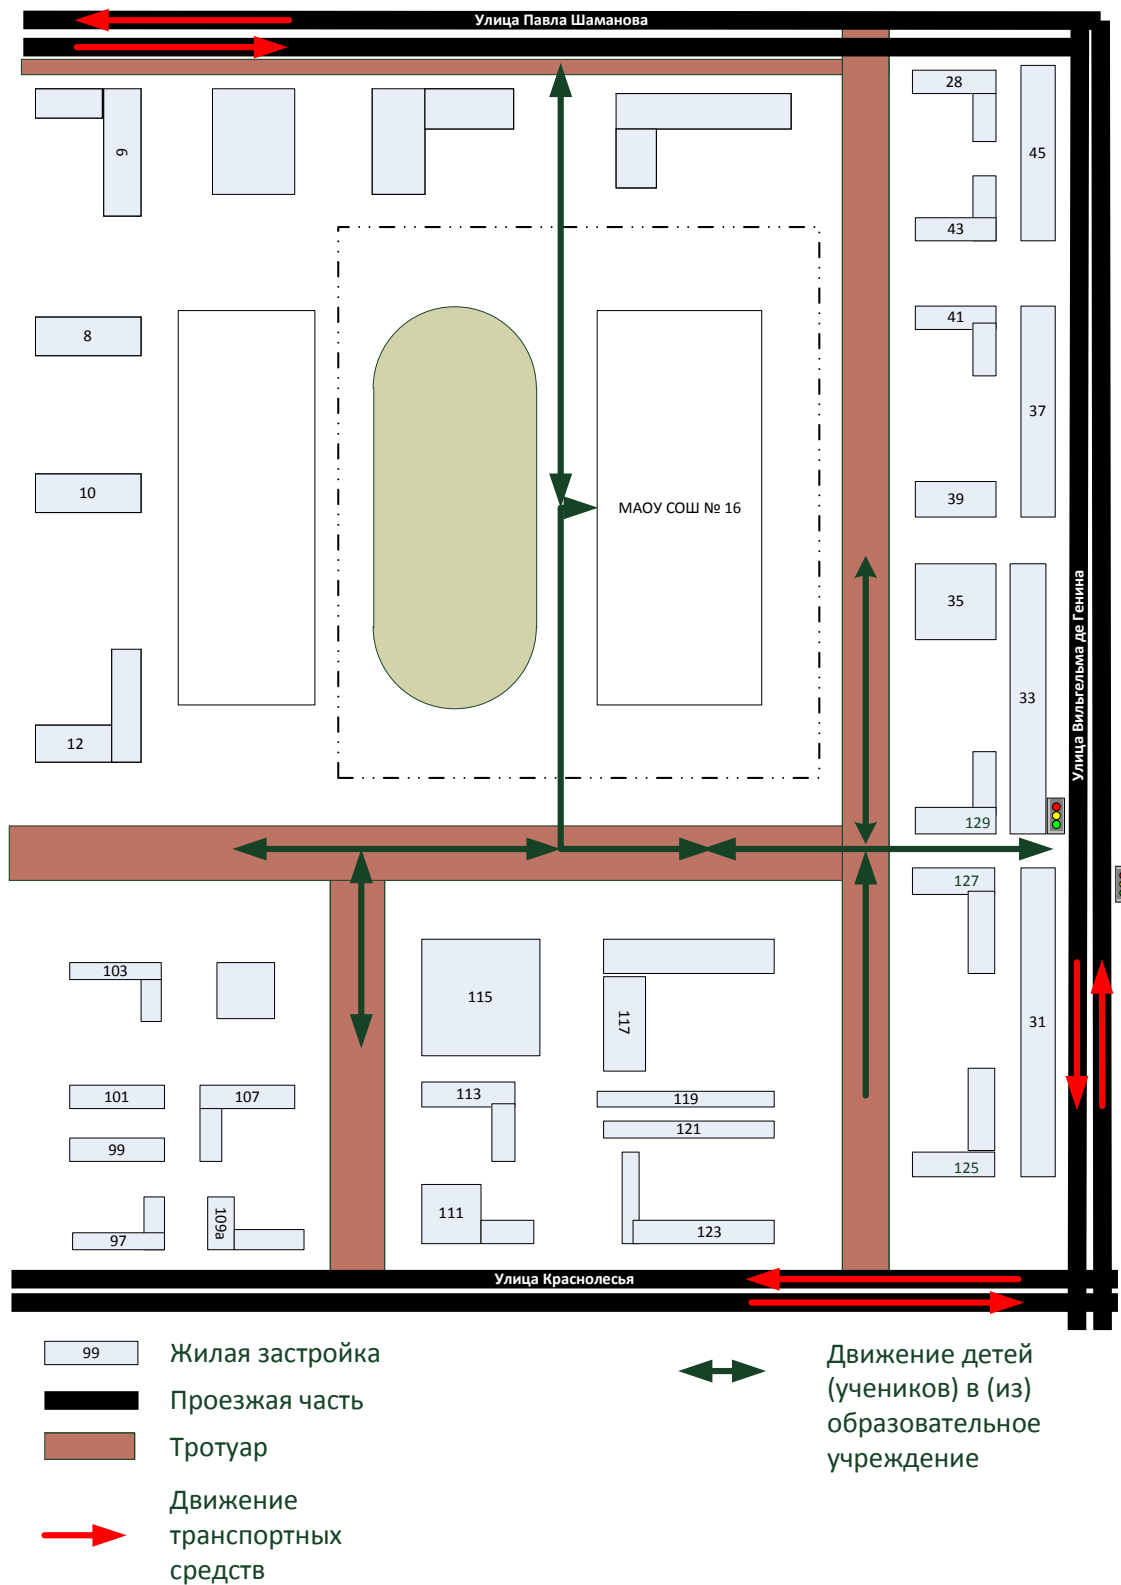 Улица Павла Шаманова
28
45
6
43
41
8
37
10
39
МАОУ СОШ № 16
35
Улица Вильгельма де Генина
33
12
129
127
103
115
117
31
101
107
113
119
99
121
125
109а
111
97
123
Улица Краснолесья
99
Жилая застройка
Проезжая часть
Тротуар
Движение
транспортных
средств
Движение детей
(учеников) в (из)
образовательное
учреждение